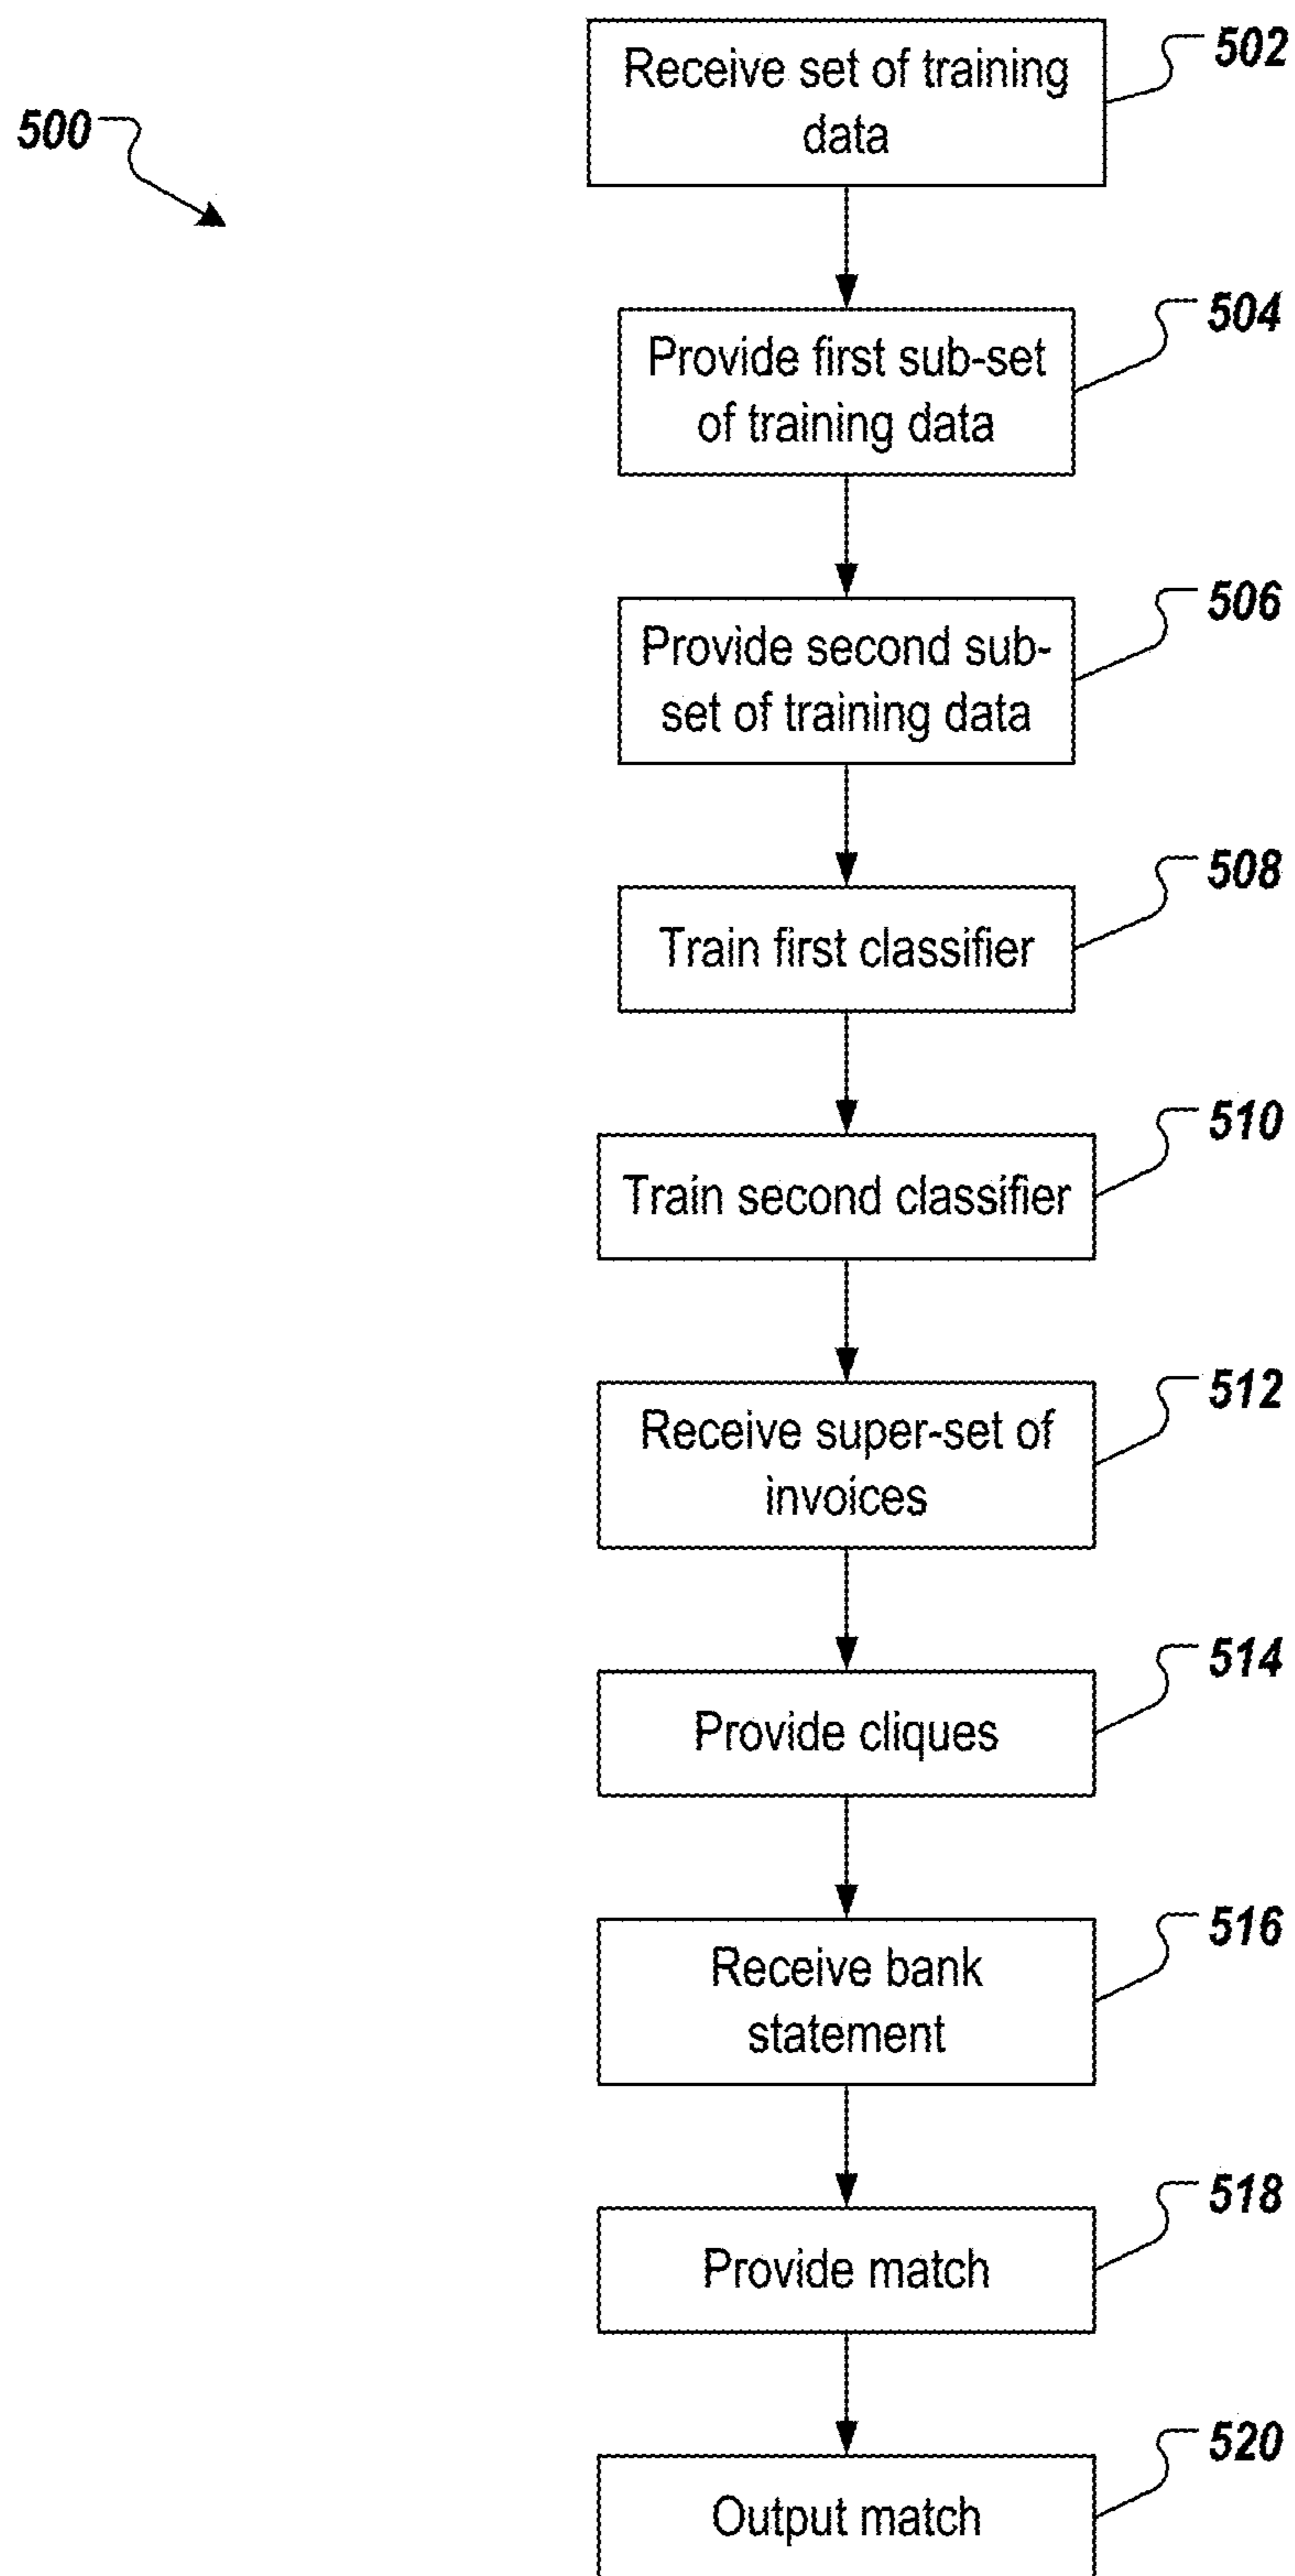 502
Receive set of training
data
500
504
Provide first sub-set
of training data
506
Provide second sub-
set of training data
508
Train first classifier
510
Train second classifier
512
Receive super-set of
invoices
514
Provide cliques
516
Receive bank
statement
518
Provide match
520
Output match